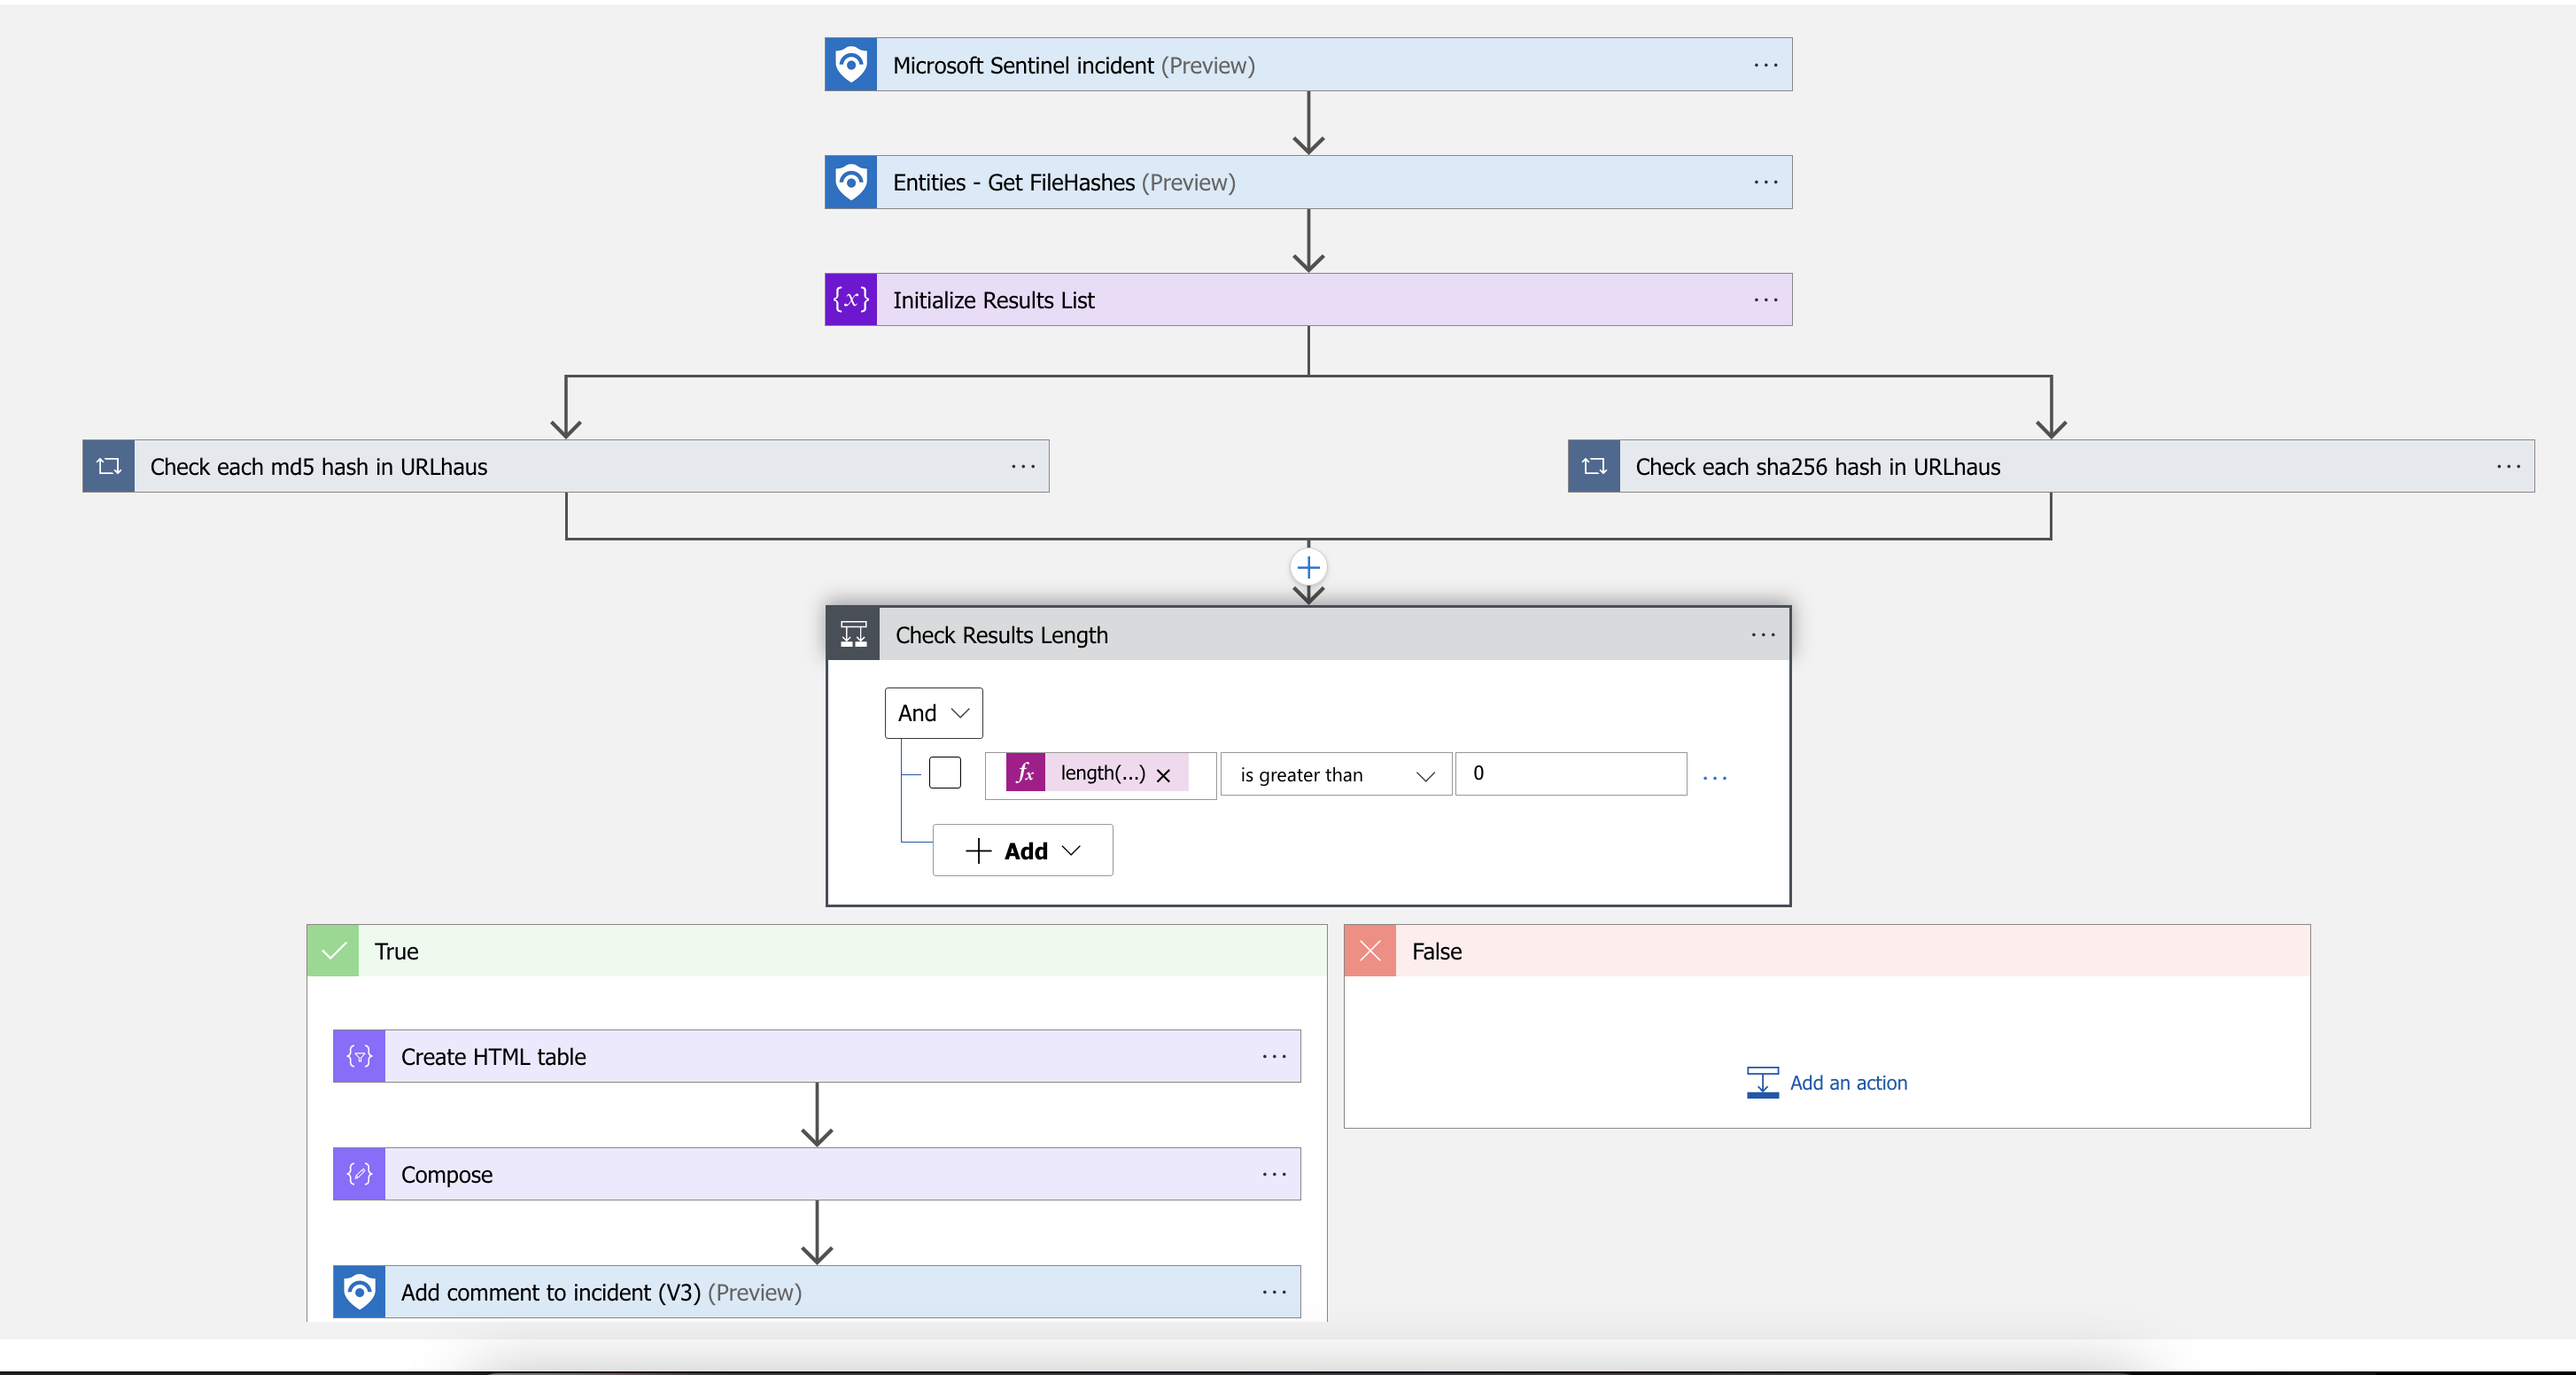 Microsoft Sentinel incident (Preview)
Entities - Get FileHashes (Preview)
{x} Initialize Results List
Check each md5 hash in URLhaus
Check each sha256 hash in URLhaus
Check Results Length
And
fx length(...) is greater than 0
Add
True
False
Create HTML table
Add an action
Compose
Add comment to incident (V3) (Preview)